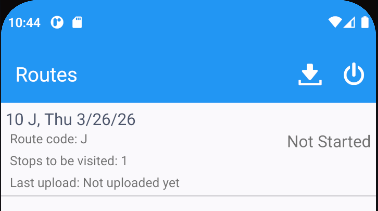 10:44
Routes
10 J, Thu 3/26/26
Route code: J
Not Started
Stops to be visited: 1
Last upload: Not uploaded yet